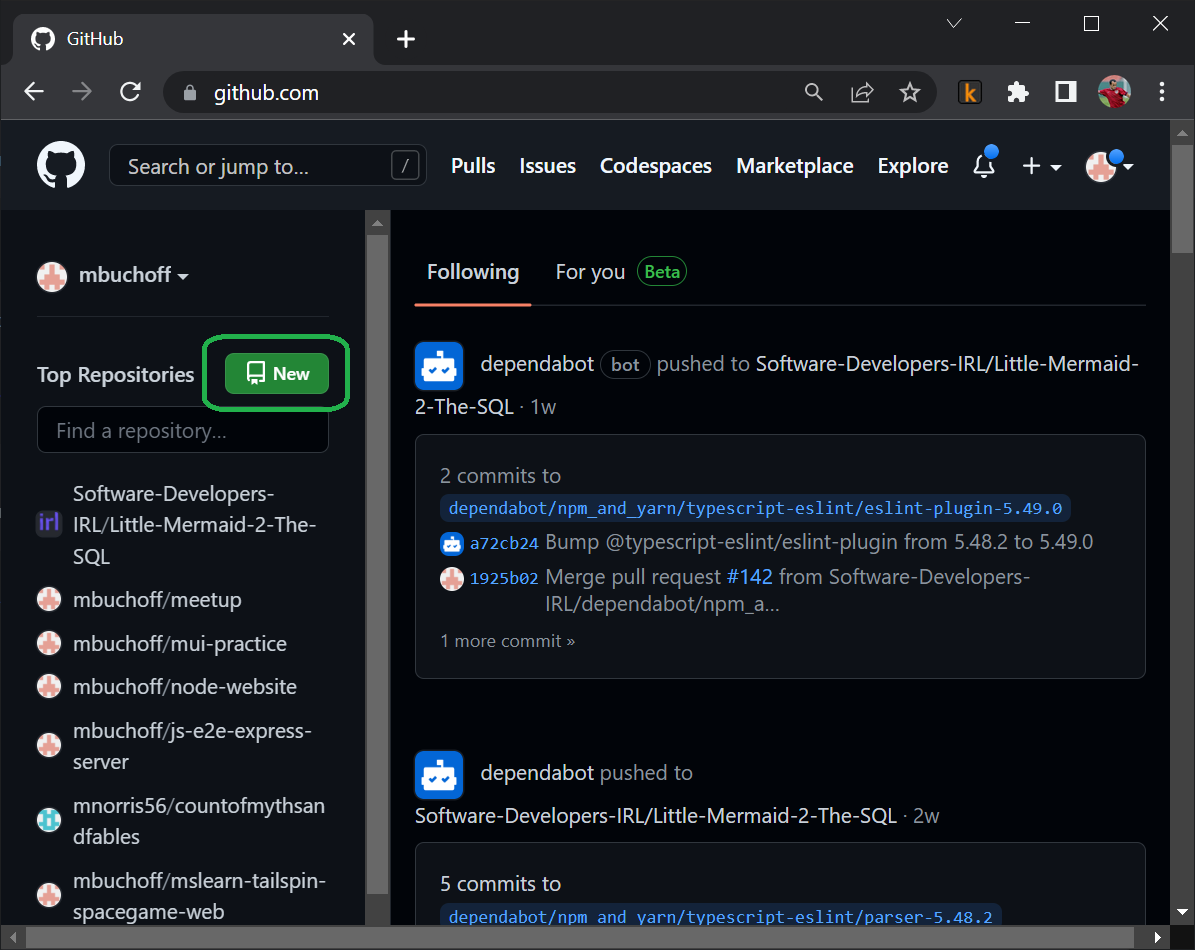 GitHub
github.com
k
Search or jump to... /
Pulls Issues Codespaces Marketplace Explore
mbuchoff
Following For you Beta
Top Repositories New
Find a repository...
irl
Software-Developers-
IRL/Little-Mermaid-2-The-
SQL
mbuchoff/meetup
mbuchoff/mui-practice
mbuchoff/node-website
mbuchoff/js-e2e-express-
server
mnorris56/countofmythsan
dfables
mbuchoff/mslearn-tailspin-
spacegame-web
dependabot bot pushed to Software-Developers-IRL/Little-Mermaid-
2-The-SQL · 1w
2 commits to
dependabot/npm_and_yarn/typescript-eslint/eslint-plugin-5.49.0
a72cb24 Bump @typescript-eslint/eslint-plugin from 5.48.2 to 5.49.0
1925b02 Merge pull request #142 from Software-Developers-
IRL/dependabot/npm_a...
1 more commit »
dependabot pushed to
Software-Developers-IRL/Little-Mermaid-2-The-SQL · 2w
5 commits to
dependabot/npm_and_yarn/typescript-eslint/parser-5.48.2